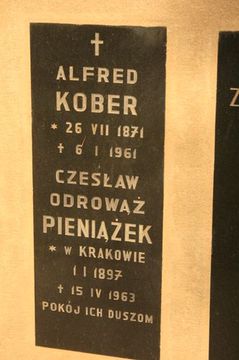 ALFRED
KOBER
* 26 VII 1871
† 6 I 1961
CZESŁAW
ODROWĄŻ
PIENIĄŻEK
* W KRAKOWIE
1 I 1897
† 15 IV 1963
POKÓJ ICH DUSZOM
Z